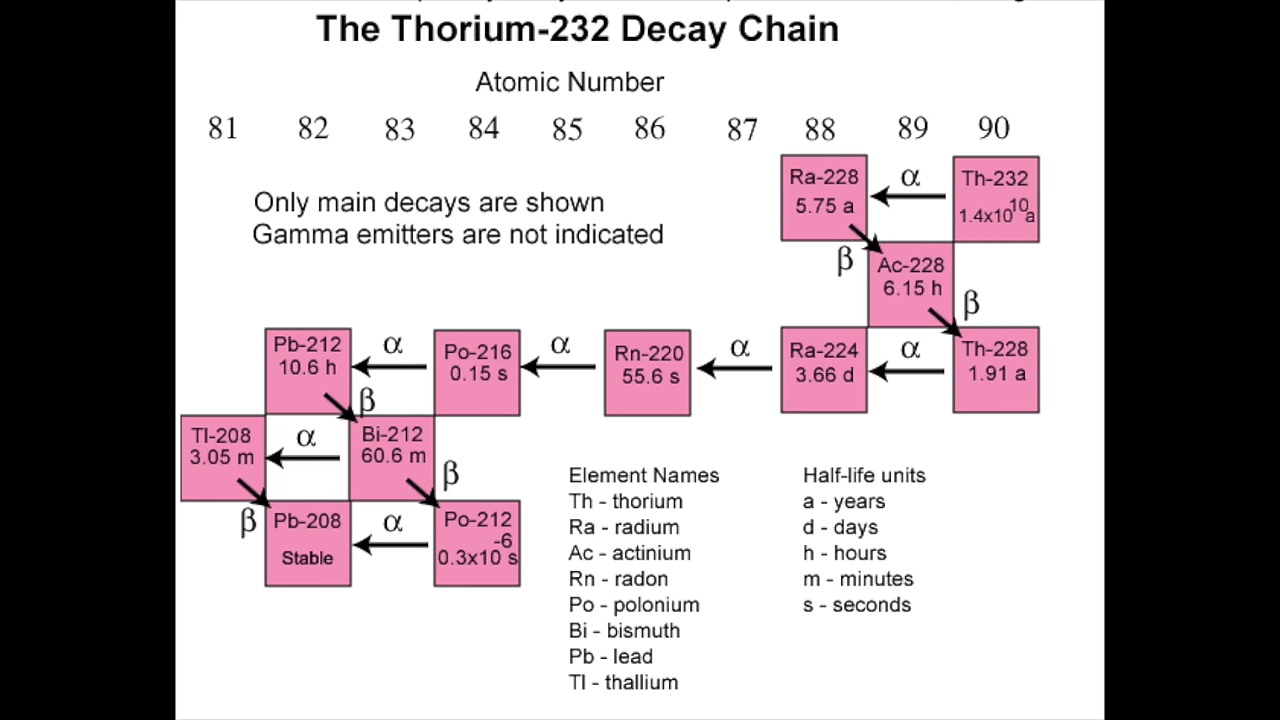 The Thorium-232 Decay Chain
Atomic Number
81 82 83 84 85 86 87 88 89 90
Only main decays are shown
Gamma emitters are not indicated
Ra-228
5.75 a
α
Th-232
1.4x10^10 a
β
Ac-228
6.15 h
β
Pb-212
10.6 h
α
Po-216
0.15 s
α
Rn-220
55.6 s
α
Ra-224
3.66 d
α
Th-228
1.91 a
β
Tl-208
3.05 m
α
Bi-212
60.6 m
β
β
Pb-208
Stable
α
Po-212
0.3x10^-6 s
Element Names
Th - thorium
Ra - radium
Ac - actinium
Rn - radon
Po - polonium
Bi - bismuth
Pb - lead
Tl - thallium
Half-life units
a - years
d - days
h - hours
m - minutes
s - seconds